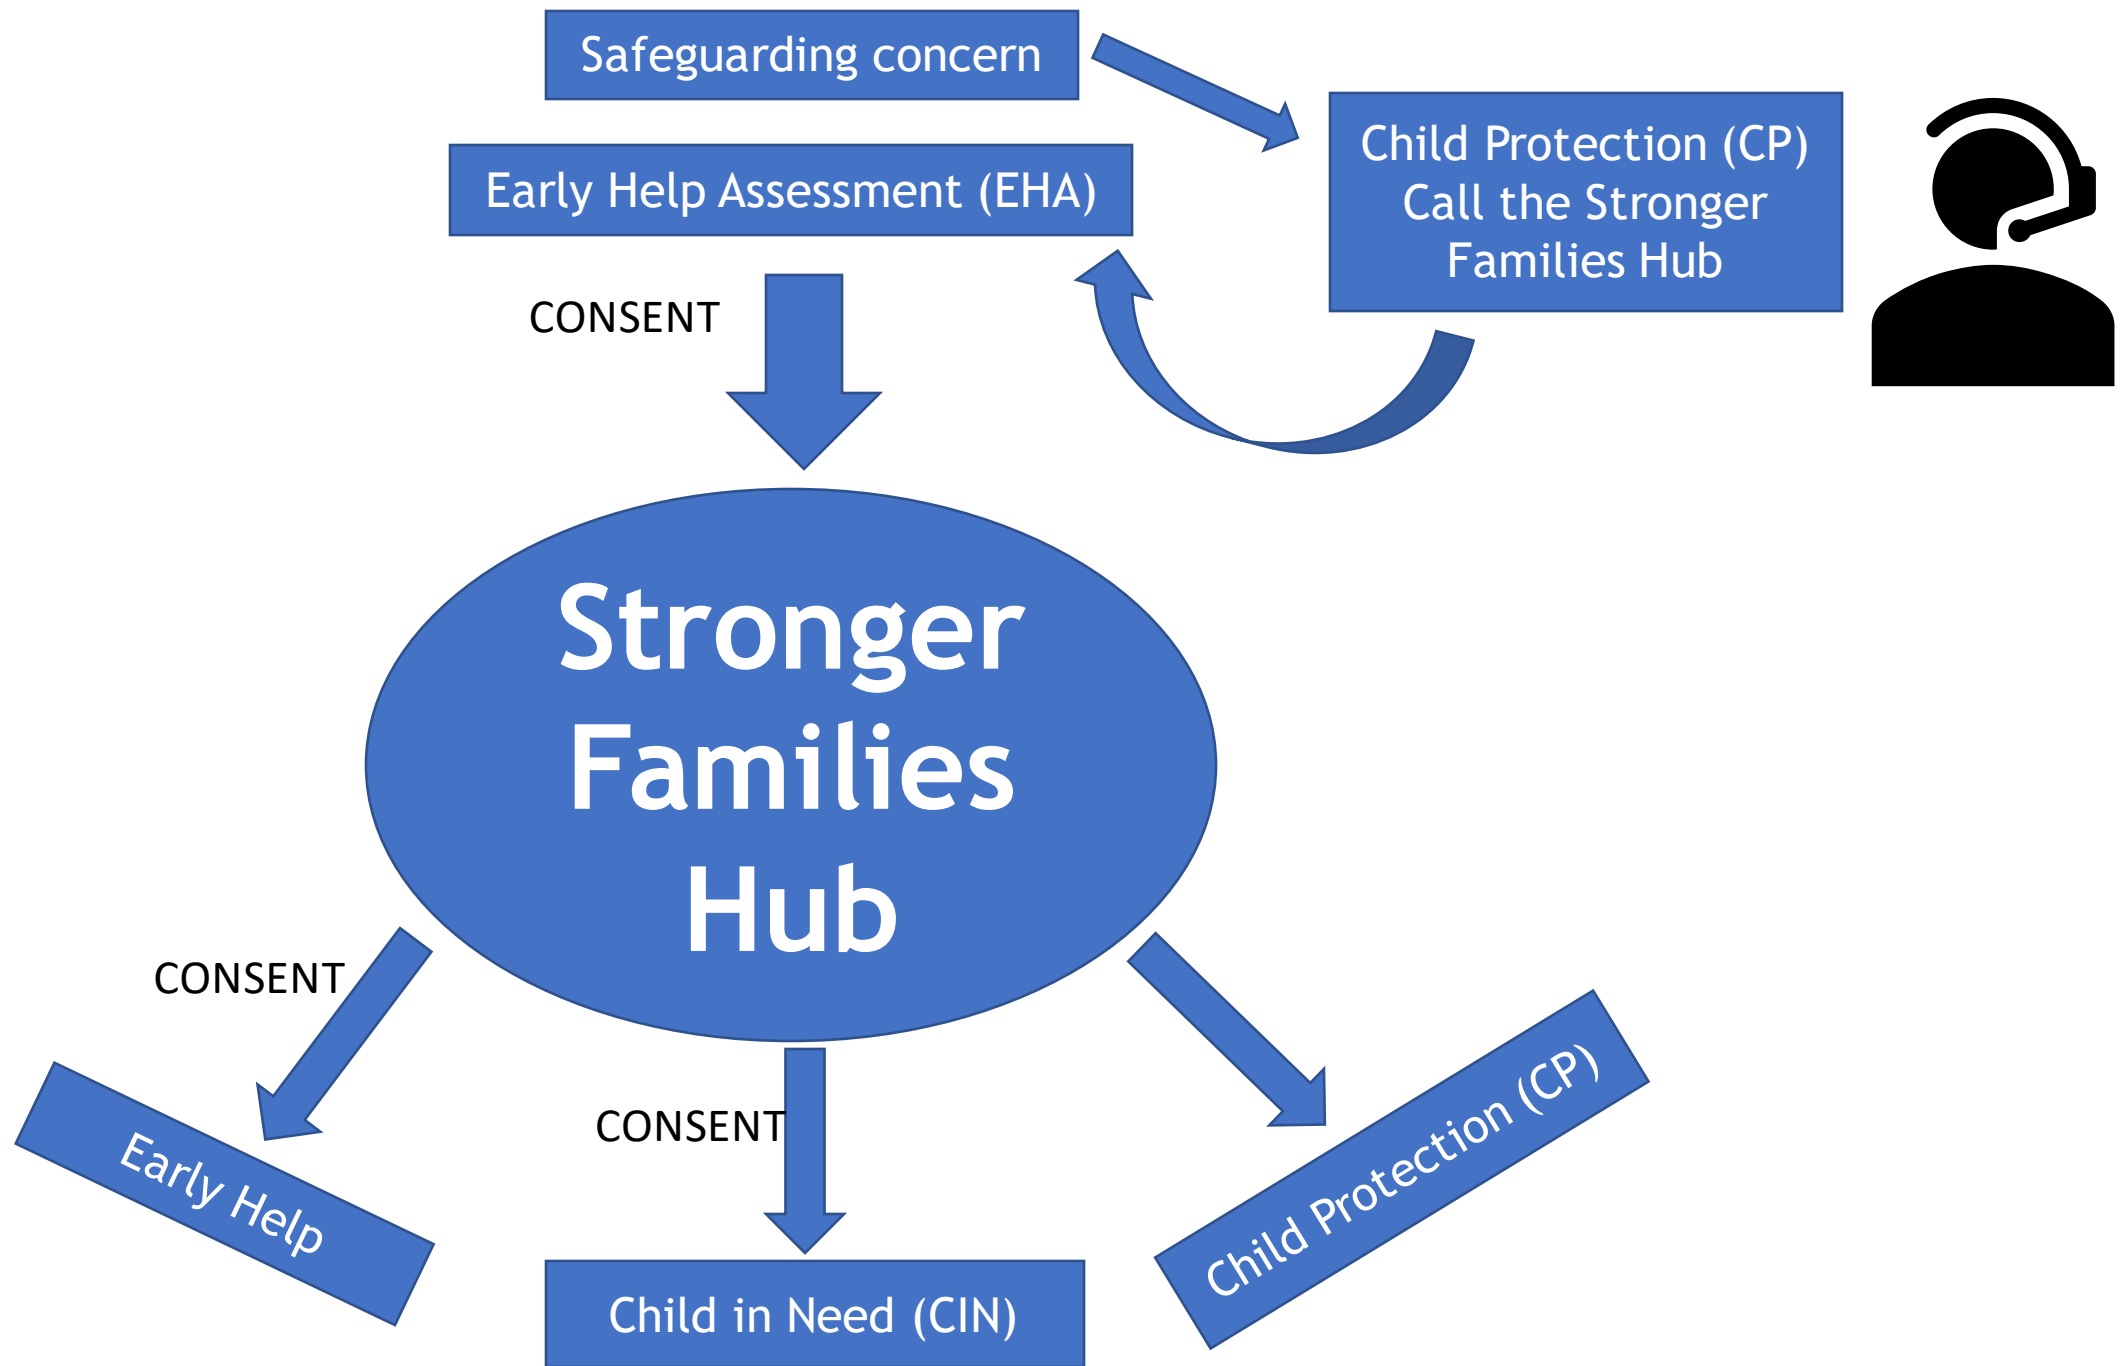 Safeguarding concern
Early Help Assessment (EHA)
Child Protection (CP)
Call the Stronger
Families Hub
CONSENT
Stronger
Families
Hub
CONSENT
CONSENT
Early Help
Child in Need (CIN)
Child Protection (CP)